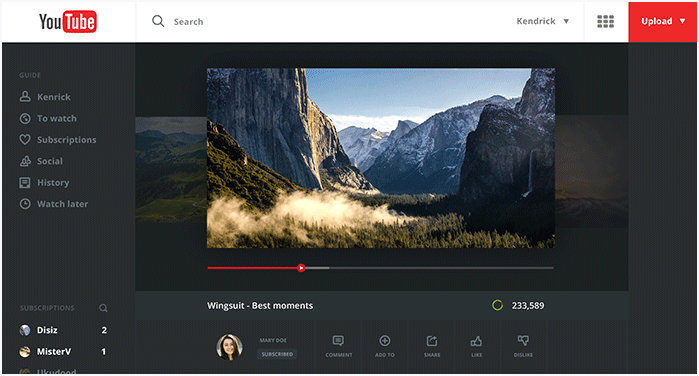 YouTube
Search
Kendrick
Upload
GUIDE
Kenrick
To watch
Subscriptions
Social
History
Watch later
SUBSCRIPTIONS
Disiz 2
MisterV 1
Ukudood
Wingsuit - Best moments
233,589
MARY DOE
SUBSCRIBED
COMMENT
ADD TO
SHARE
LIKE
DISLIKE